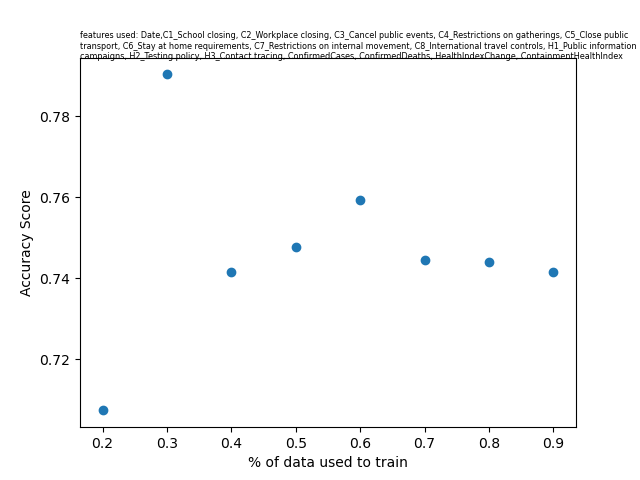 features used: Date,C1_School closing, C2_Workplace closing, C3_Cancel public events, C4_Restrictions on gatherings, C5_Close public
transport, C6_Stay at home requirements, C7_Restrictions on internal movement, C8_International travel controls, H1_Public information
campaigns, H2_Testing policy, H3_Contact tracing, ConfirmedCases, ConfirmedDeaths, HealthIndexChange, ContainmentHealthIndex
0.78
0.76
0.74
0.72
Accuracy Score
0.2 0.3 0.4 0.5 0.6 0.7 0.8 0.9
% of data used to train